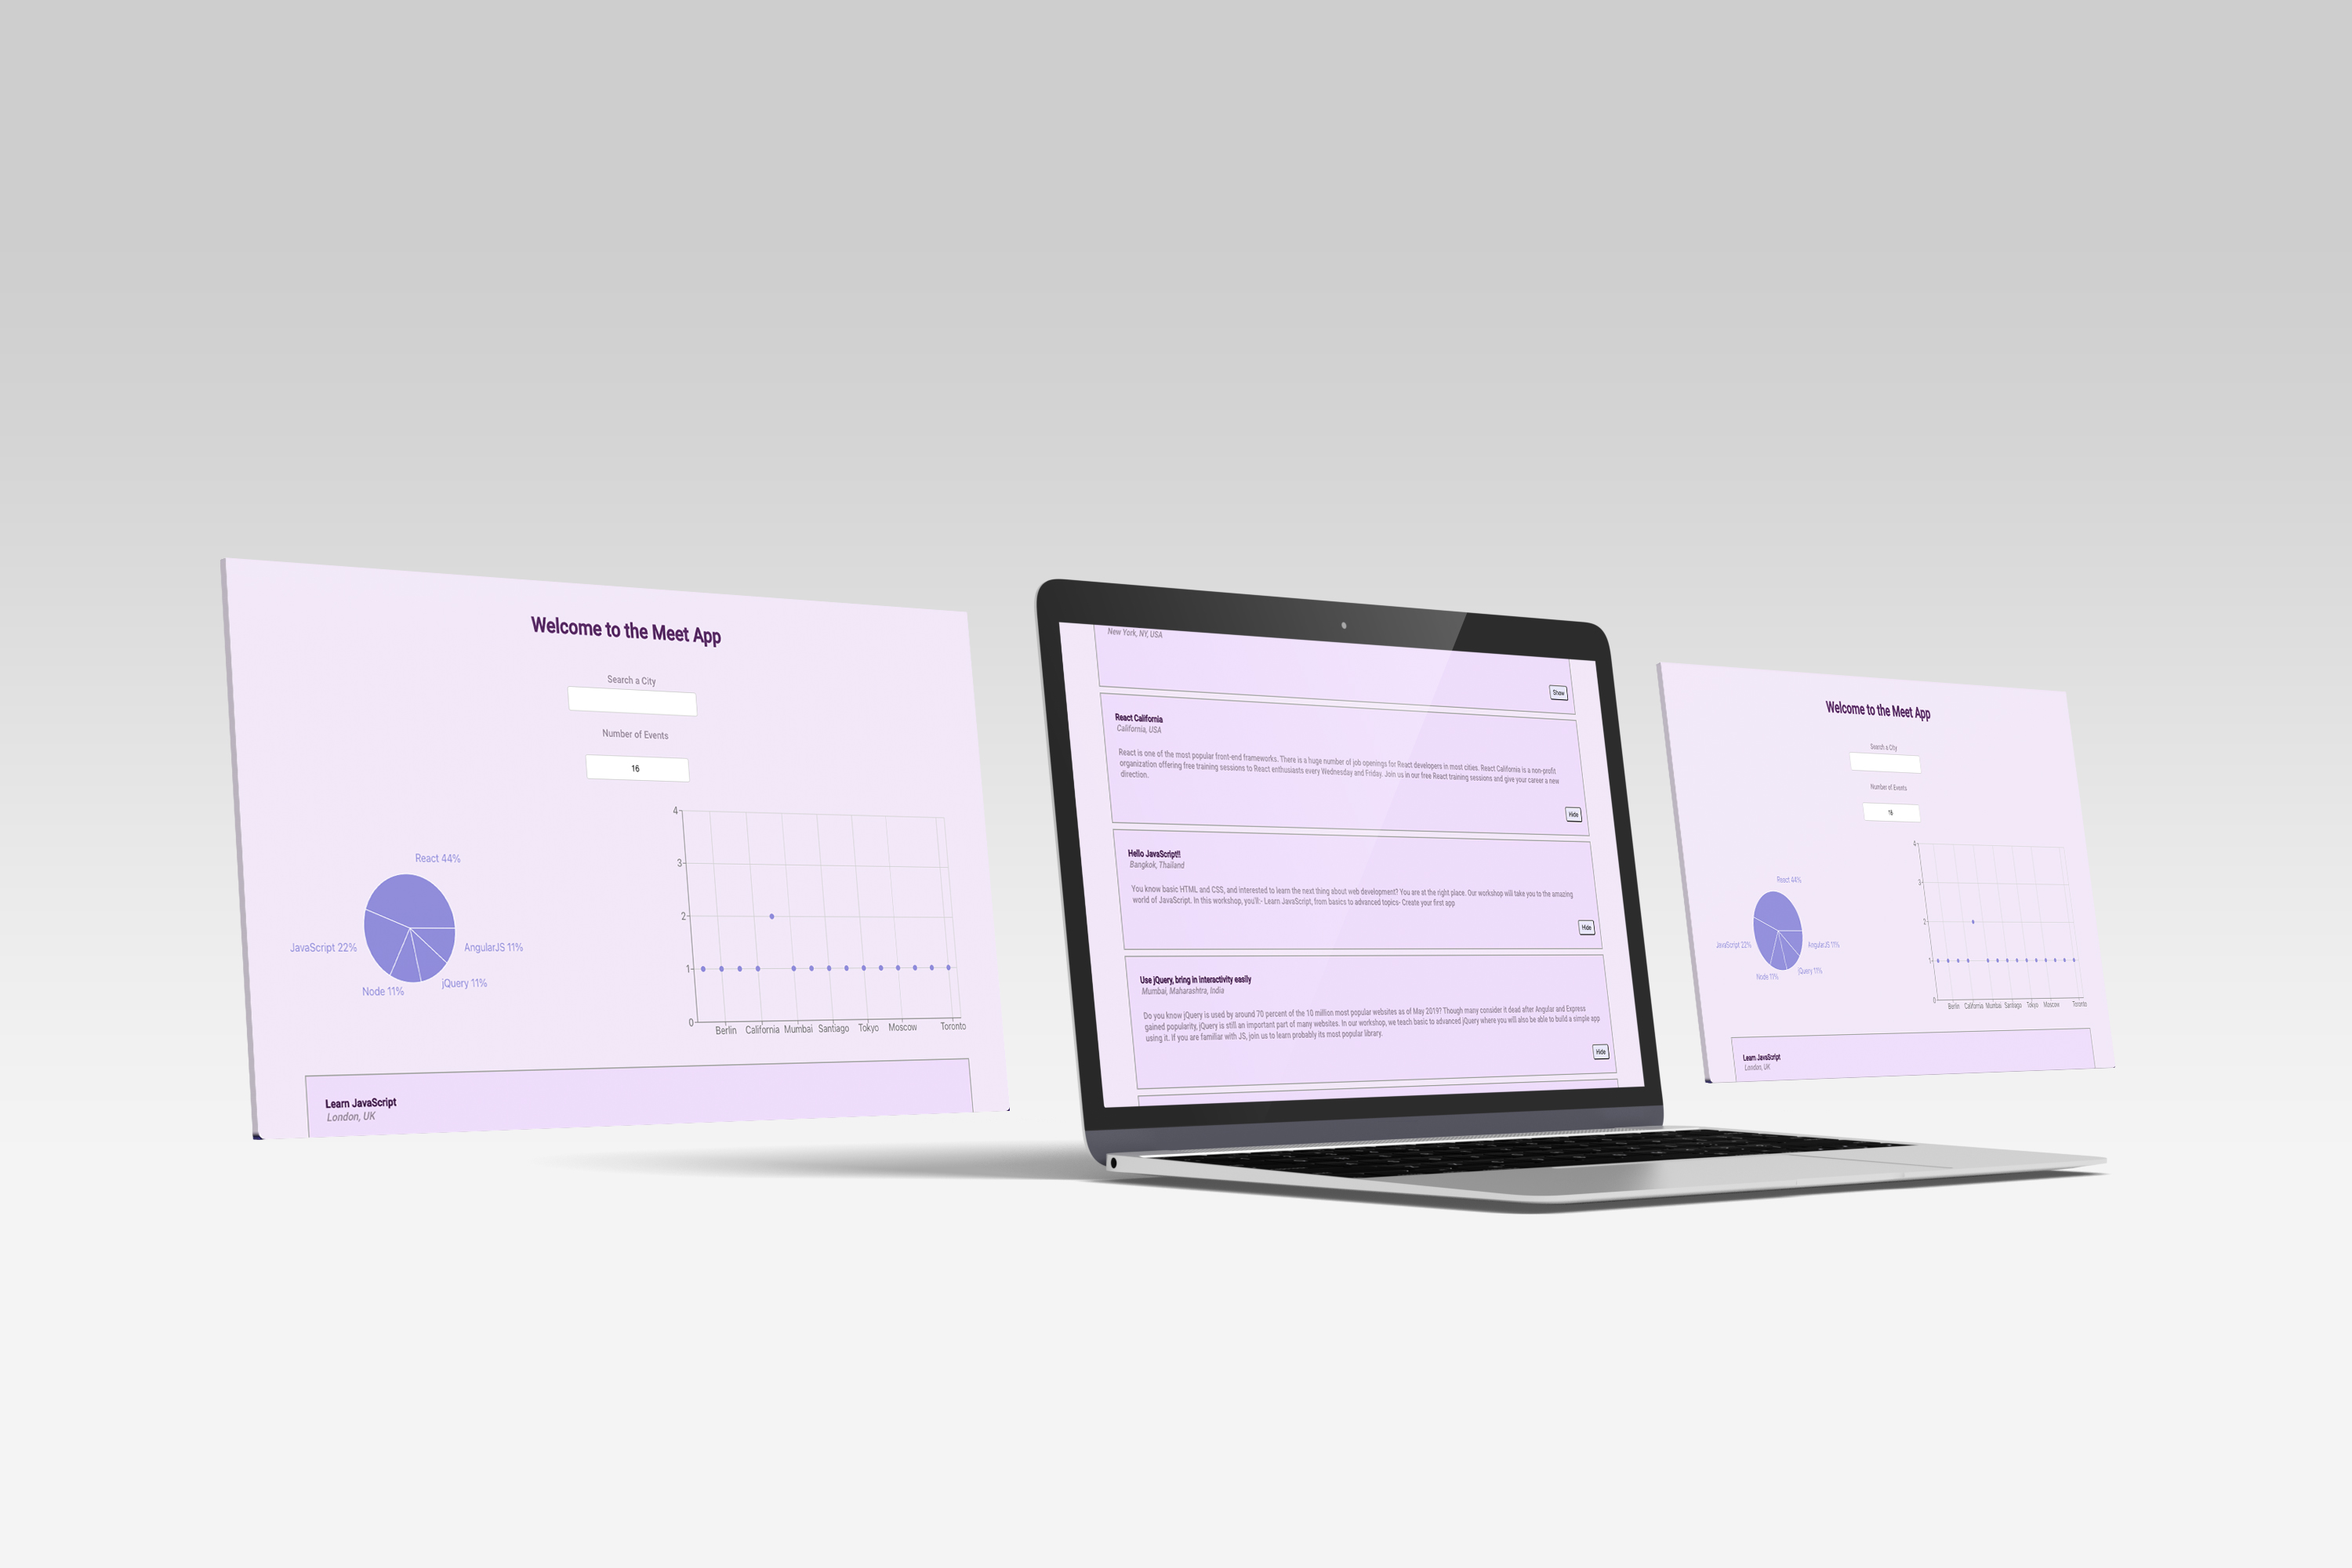 Welcome to the Meet App
Search a City
Number of Events
16
React 44%
JavaScript 22%
AngularJS 11%
jQuery 11%
Node 11%
4
3
2
1
0
Berlin California Mumbai Santiago Tokyo Moscow Toronto
Learn JavaScript
London, UK
New York, NY, USA
Show
React California
California, USA
React is one of the most popular front-end frameworks. There is a huge number of job openings for React developers in most cities. React California is a non-profit
organization offering free training sessions to React enthusiasts every Wednesday and Friday. Join us in our free React training sessions and give your career a new
direction.
Hide
Hello JavaScript!!
Bangkok, Thailand
You know basic HTML and CSS, and interested to learn the next thing about web development? You are at the right place. Our workshop will take you to the amazing
world of JavaScript. In this workshop, you'll:- Learn JavaScript, from basics to advanced topics- Create your first app
Hide
Use jQuery, bring in interactivity easily
Mumbai, Maharashtra, India
Do you know jQuery is used by around 70 percent of the 10 million most popular websites as of May 2019? Though many consider it dead after Angular and Express
gained popularity, jQuery is still an important part of many websites. In our workshop, we teach basic to advanced jQuery where you will also be able to build a simple app
using it. If you are familiar with JS, join us to learn probably its most popular library.
Hide
Welcome to the Meet App
Search a City
Number of Events
16
React 44%
JavaScript 22%
AngularJS 11%
jQuery 11%
Node 11%
4
3
2
1
0
Berlin California Mumbai Santiago Tokyo Moscow Toronto
Learn JavaScript
London, UK